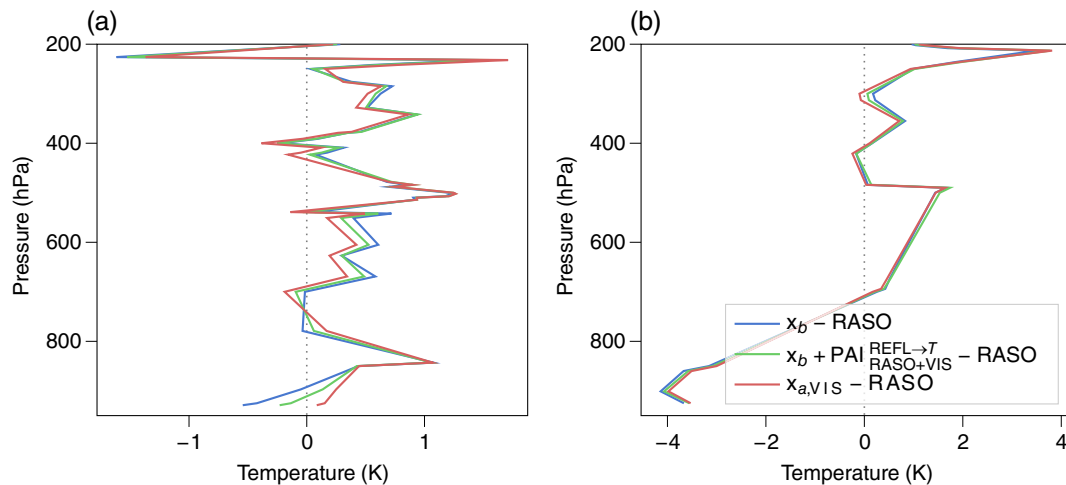 (a)
(b)
200
400
600
800
Pressure (hPa)
−1
0
1
Temperature (K)
200
400
600
800
Pressure (hPa)
−4
−2
0
2
4
Temperature (K)
x_b − RASO
x_b + PAI^{REFL→T}_{RASO+VIS} − RASO
x_{a,VIS} − RASO